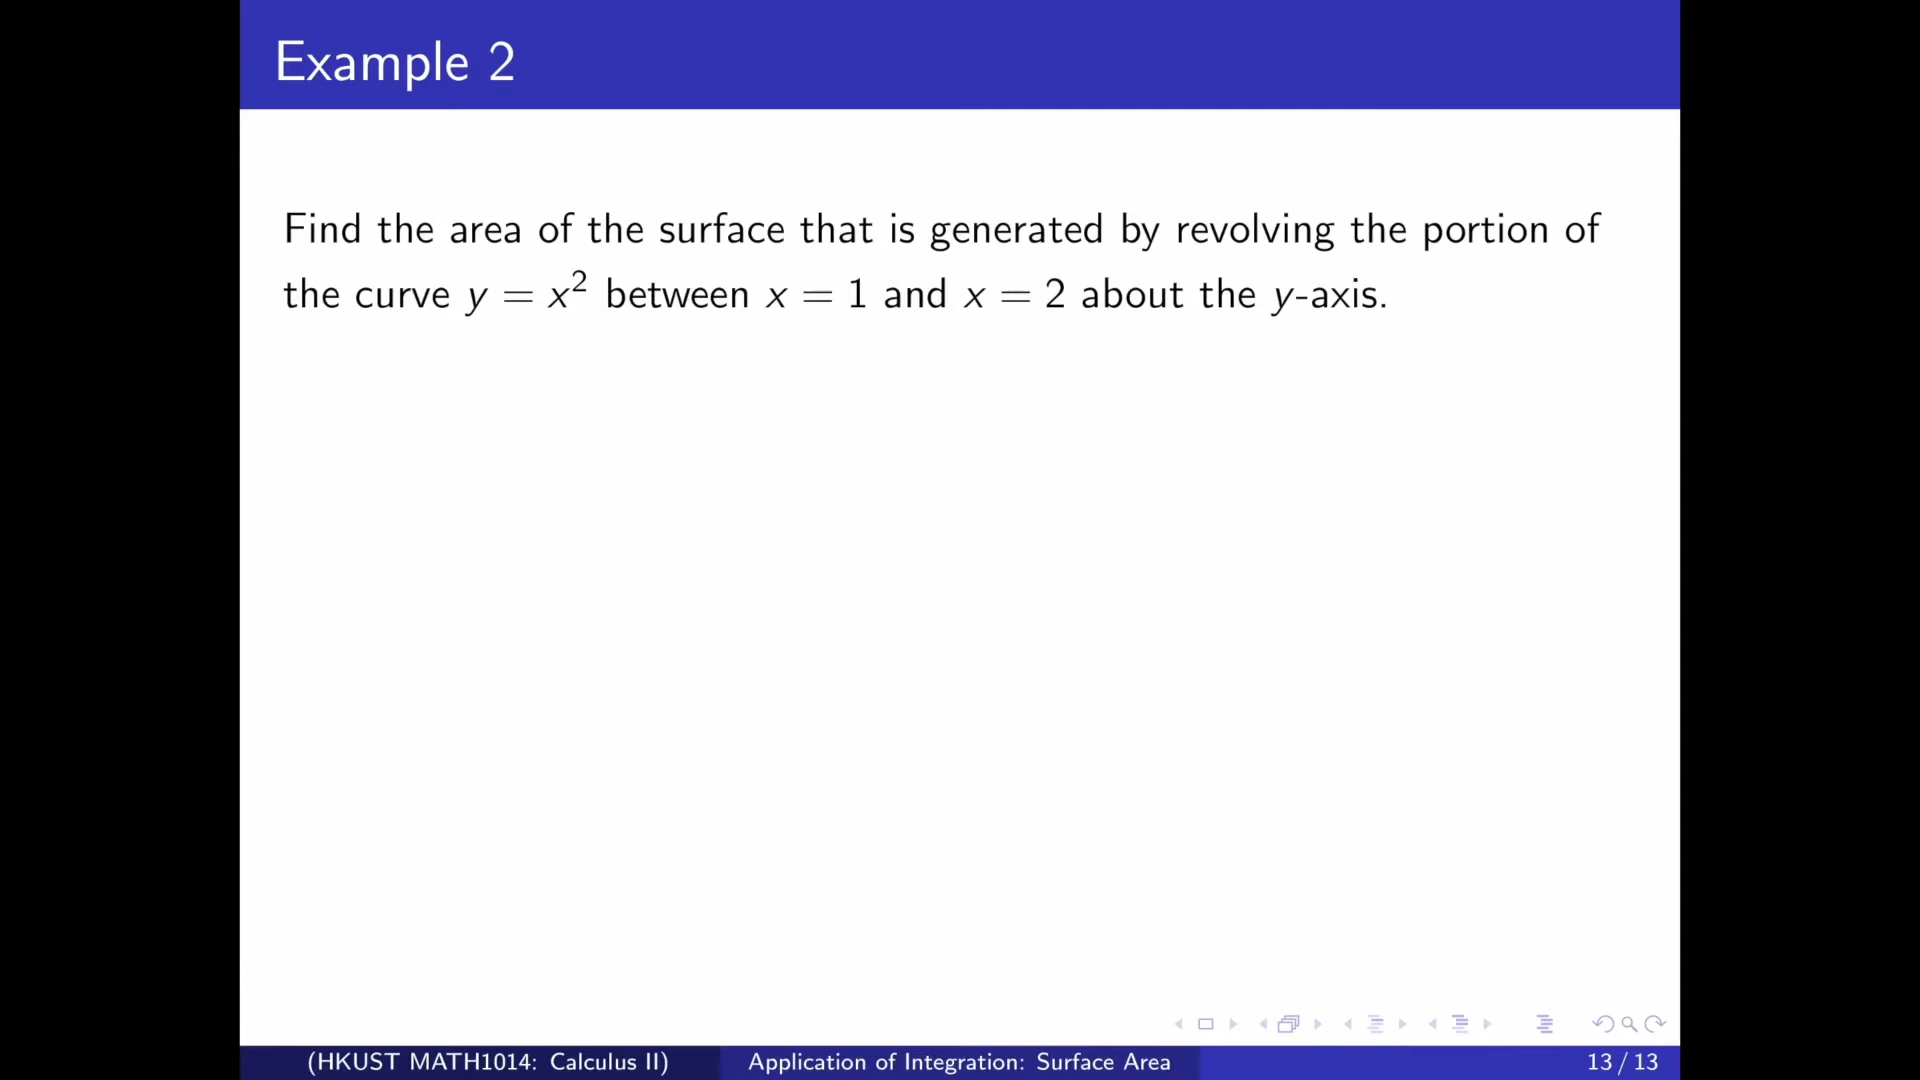 Example 2
Find the area of the surface that is generated by revolving the portion of
the curve y = x² between x = 1 and x = 2 about the y-axis.
(HKUST MATH1014: Calculus II) Application of Integration: Surface Area 13 / 13